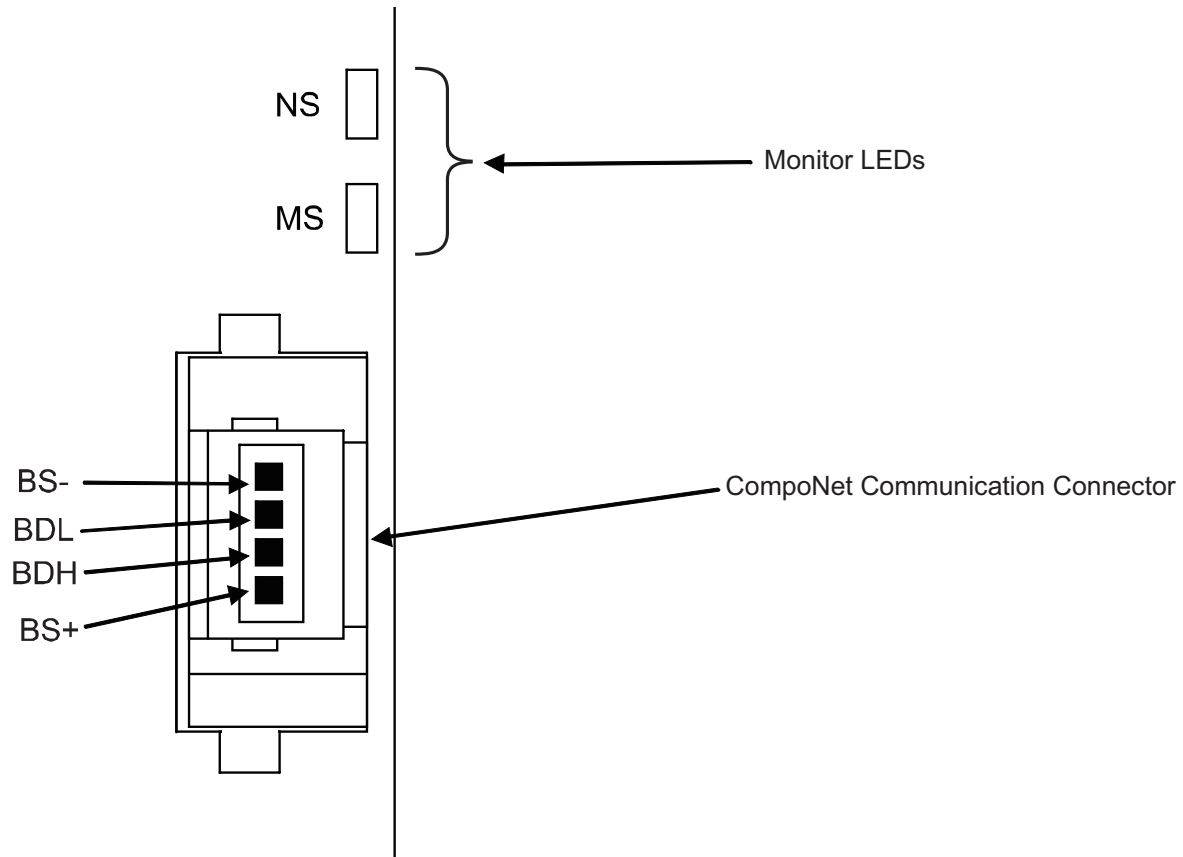 NS
Monitor LEDs
MS
BS-
CompoNet Communication Connector
BDL
BDH
BS+